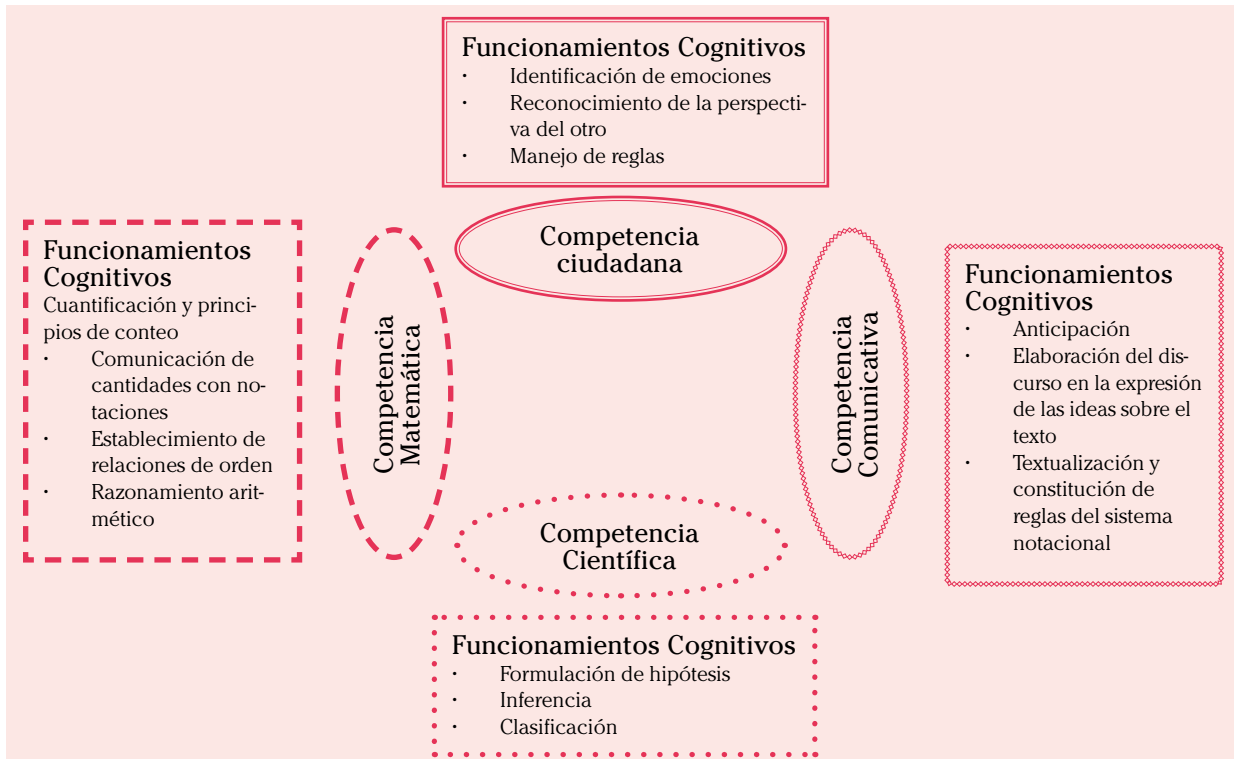 Funcionamientos Cognitivos
· Identificación de emociones
· Reconocimiento de la perspecti-
va del otro
· Manejo de reglas
Competencia
ciudadana
Funcionamientos
Cognitivos
Cuantificación y princi-
pios de conteo
· Comunicación de
cantidades con no-
taciones
· Establecimiento de
relaciones de orden
· Razonamiento arit-
mético
Competencia
Matemática
Competencia
Comunicativa
Funcionamientos
Cognitivos
· Anticipación
· Elaboración del dis-
curso en la expresión
de las ideas sobre el
texto
· Textualización y
constitución de
reglas del sistema
notacional
Competencia
Científica
Funcionamientos Cognitivos
· Formulación de hipótesis
· Inferencia
· Clasificación